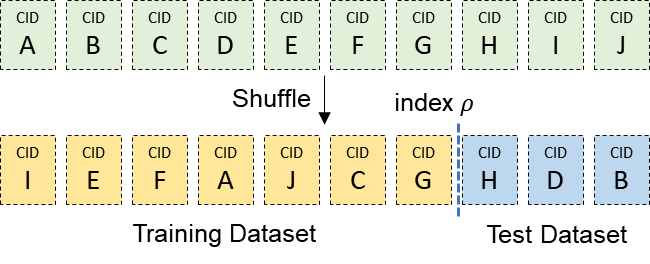 CID CID CID CID CID CID CID CID CID CID
A B C D E F G H I J
Shuffle
index ρ
CID CID CID CID CID CID CID CID CID CID
I E F A J C G H D B
Training Dataset
Test Dataset